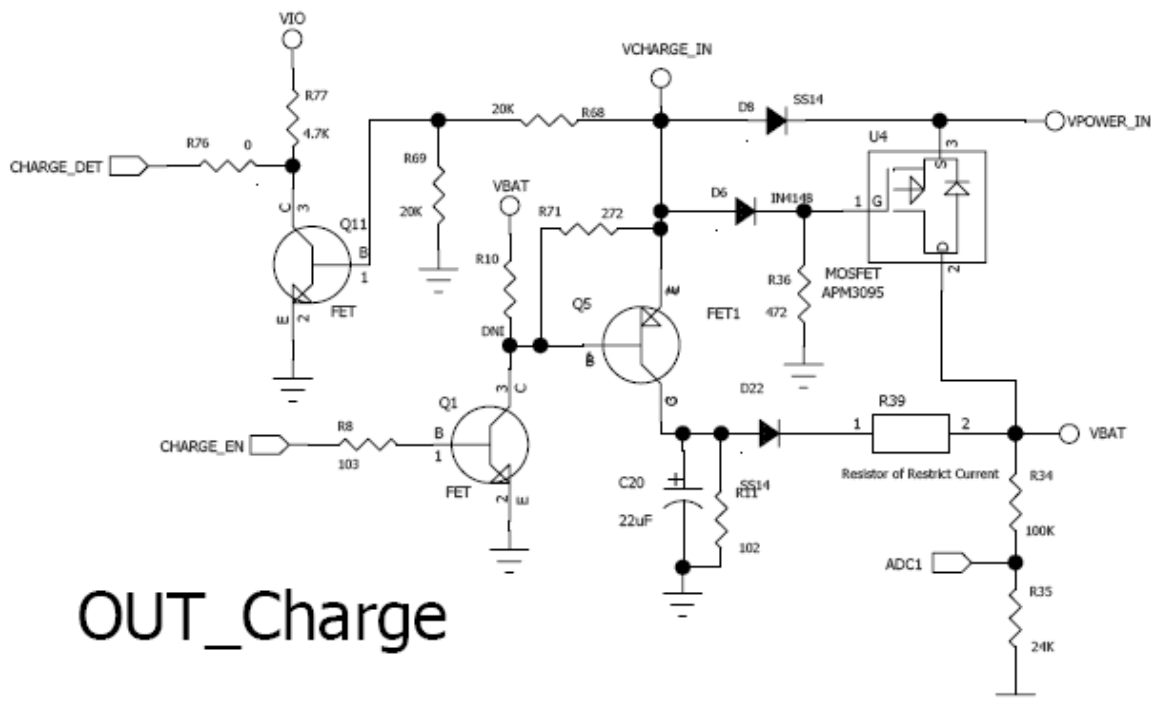 VIO
VCHARGE_IN
R77
4.7K
20K
R68
D8
SS14
VPOWER_IN
R76
0
CHARGE_DET
U4
3
S
R69
20K
VBAT
R71
272
D6
IN4148
1
G
C
3
Q11
B
1
R10
D
2
R36
472
MOSFET
APM3095
E
2
FET
Q5
FET1
DNI
B
3
C
D22
Q1
G
R39
CHARGE_EN
R8
103
B
1
1
2
VBAT
Resistor of Restrict Current
FET
2
E
C20
+
22uF
SS14
R11
102
R34
100K
ADC1
R35
24K
OUT_Charge